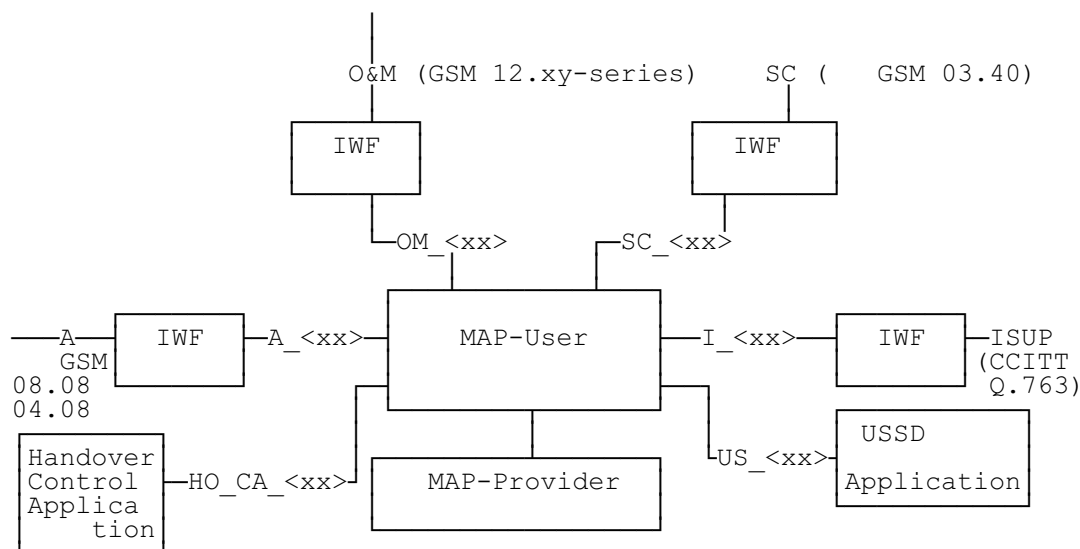 O&M (GSM 12.xy-series)
SC ( GSM 03.40)
IWF
IWF
OM_<xx>
SC_<xx>
A
GSM
08.08
04.08
IWF
A_<xx>
MAP-User
I_<xx>
IWF
ISUP
(CCITT
Q.763)
Handover
Control
Applica
tion
HO_CA_<xx>
MAP-Provider
US_<xx>
USSD
Application